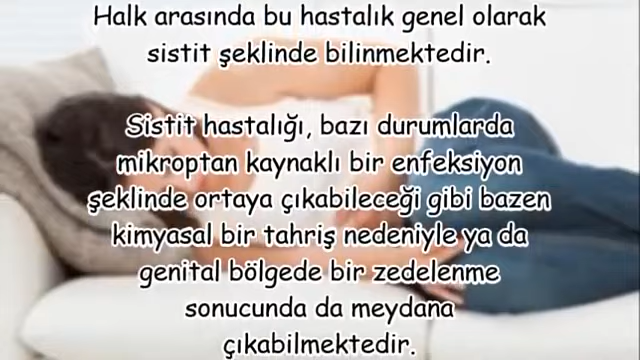 Halk arasında bu hastalık genel olarak
sistit şeklinde bilinmektedir.
Sistit hastalığı, bazı durumlarda
mikroptan kaynaklı bir enfeksiyon
şeklinde ortaya çıkabileceği gibi bazen
kimyasal bir tahriş nedeniyle ya da
genital bölgede bir zedelenme
sonucunda da meydana
çıkabilmektedir.